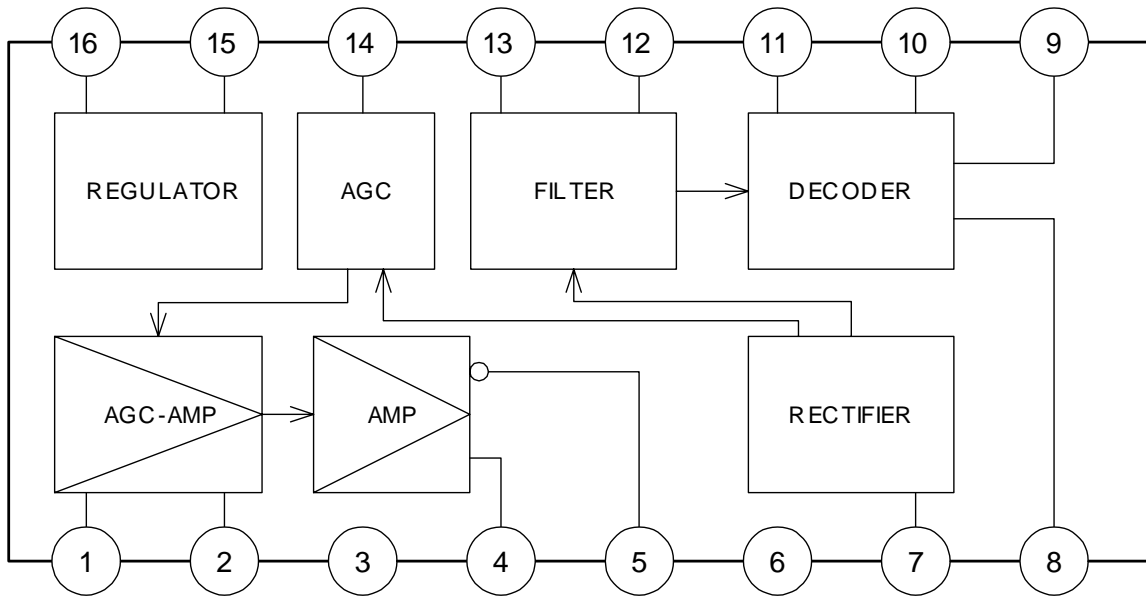 16 15 14 13 12 11 10 9
REGULATOR AGC FILTER DECODER
AGC-AMP AMP RECTIFIER
1 2 3 4 5 6 7 8